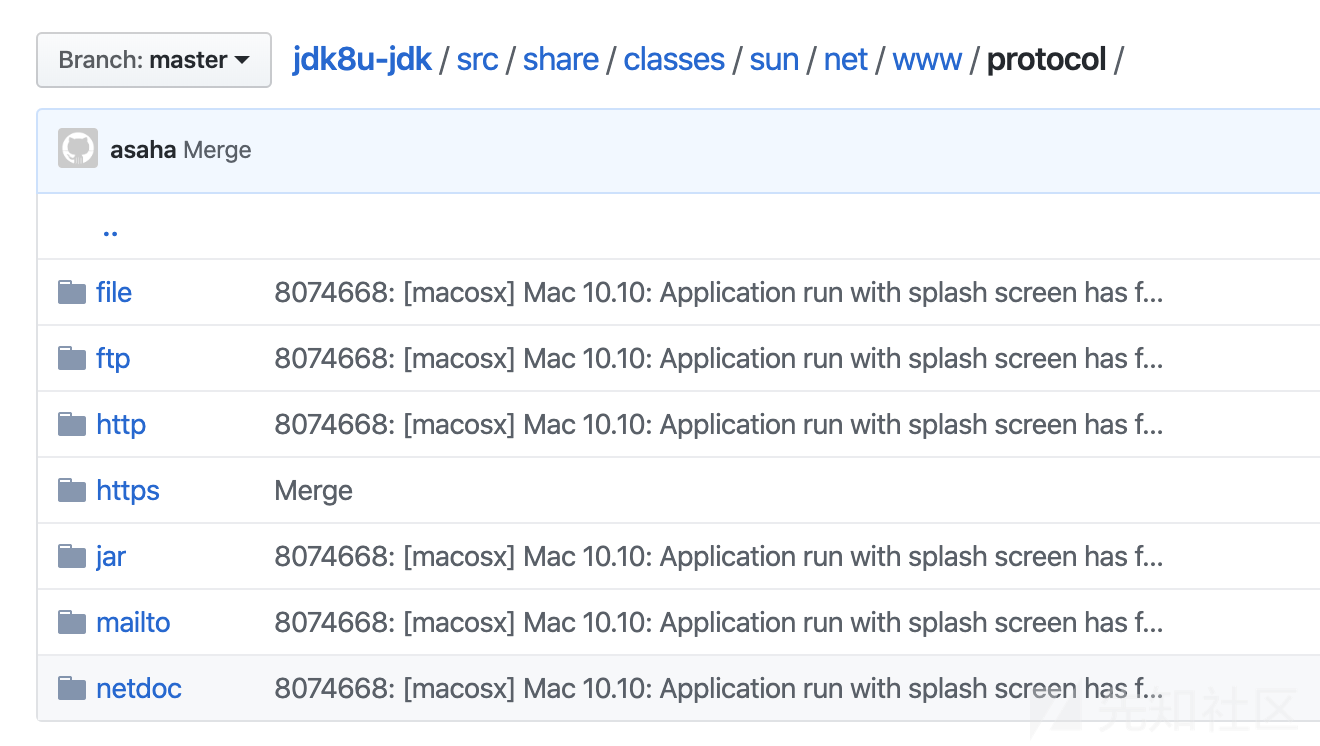 Branch: master jdk8u-jdk / src / share / classes / sun / net / www / protocol /
asaha Merge
..
file 8074668: [macosx] Mac 10.10: Application run with splash screen has f...
ftp 8074668: [macosx] Mac 10.10: Application run with splash screen has f...
http 8074668: [macosx] Mac 10.10: Application run with splash screen has f...
https Merge
jar 8074668: [macosx] Mac 10.10: Application run with splash screen has f...
mailto 8074668: [macosx] Mac 10.10: Application run with splash screen has f...
netdoc 8074668: [macosx] Mac 10.10: Application run with splash screen has f...
先知社区